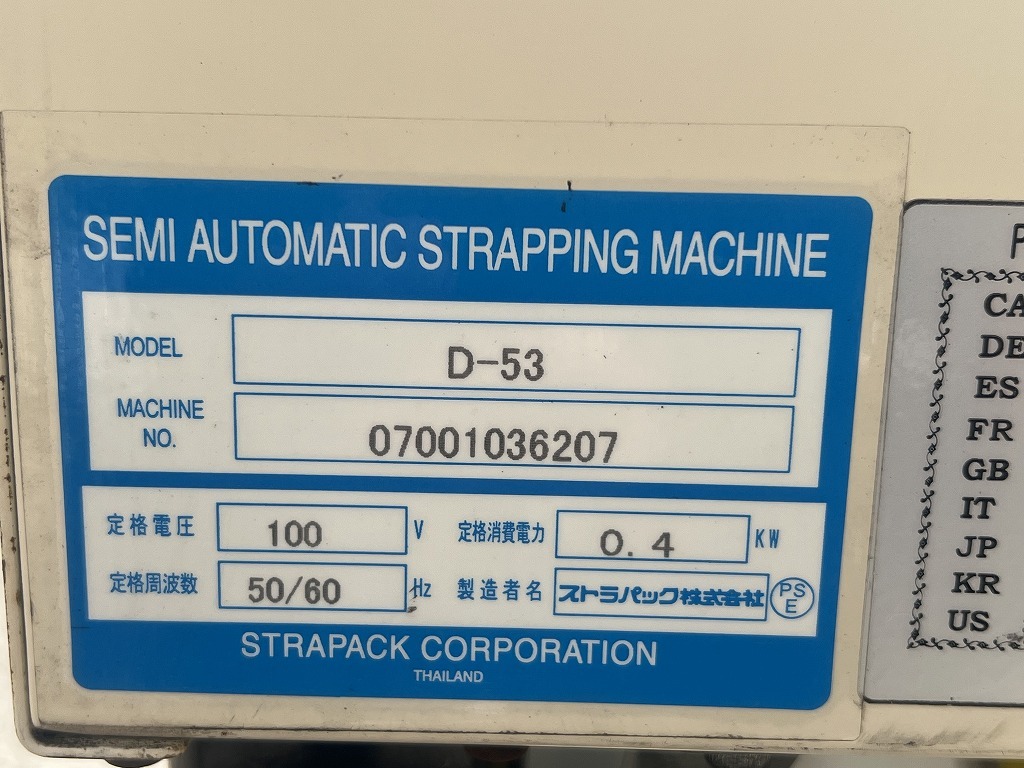 SEMI AUTOMATIC STRAPPING MACHINE
MODEL D-53
MACHINE NO. 07001036207
定格電圧 100 V 定格消費電力 0.4 KW
定格周波数 50/60 Hz 製造者名 ストラパック株式会社 PSE
STRAPACK CORPORATION
THAILAND
P
CA
DE
ES
FR
GB
IT
JP
KR
US